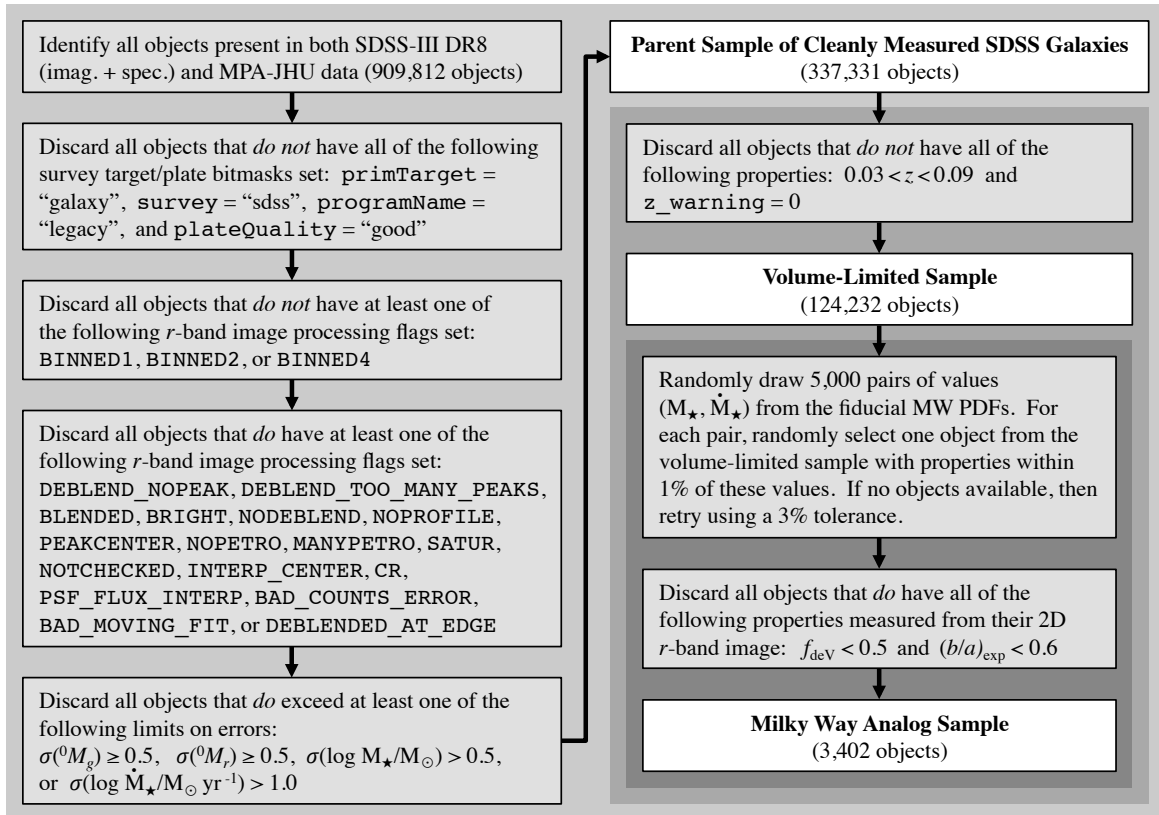 Identify all objects present in both SDSS-III DR8
(imag. + spec.) and MPA-JHU data (909,812 objects)
Discard all objects that do not have all of the following
survey target/plate bitmasks set: primTarget =
“galaxy”, survey = “sdss”, programName =
“legacy”, and plateQuality = “good”
Discard all objects that do not have at least one of
the following r-band image processing flags set:
BINNED1, BINNED2, or BINNED4
Discard all objects that do have at least one of the
following r-band image processing flags set:
DEBLEND_NOPEAK, DEBLEND_TOO_MANY_PEAKS,
BLENDED, BRIGHT, NODEBLEND, NOPROFILE,
PEAKCENTER, NOPETRO, MANYPETRO, SATUR,
NOTCHECKED, INTERP_CENTER, CR,
PSF_FLUX_INTERP, BAD_COUNTS_ERROR,
BAD_MOVING_FIT, or DEBLENDED_AT_EDGE
Discard all objects that do exceed at least one of the
following limits on errors:
σ(⁰M_g) ≥ 0.5, σ(⁰M_r) ≥ 0.5, σ(log M★/M⊙) > 0.5,
or σ(log Ṁ★/M⊙ yr⁻¹) > 1.0
Parent Sample of Cleanly Measured SDSS Galaxies
(337,331 objects)
Discard all objects that do not have all of the
following properties: 0.03 < z < 0.09 and
z_warning = 0
Volume-Limited Sample
(124,232 objects)
Randomly draw 5,000 pairs of values
(M★, Ṁ★) from the fiducial MW PDFs. For
each pair, randomly select one object from the
volume-limited sample with properties within
1% of these values. If no objects available, then
retry using a 3% tolerance.
Discard all objects that do have all of the
following properties measured from their 2D
r-band image: f_deV < 0.5 and (b/a)_exp < 0.6
Milky Way Analog Sample
(3,402 objects)